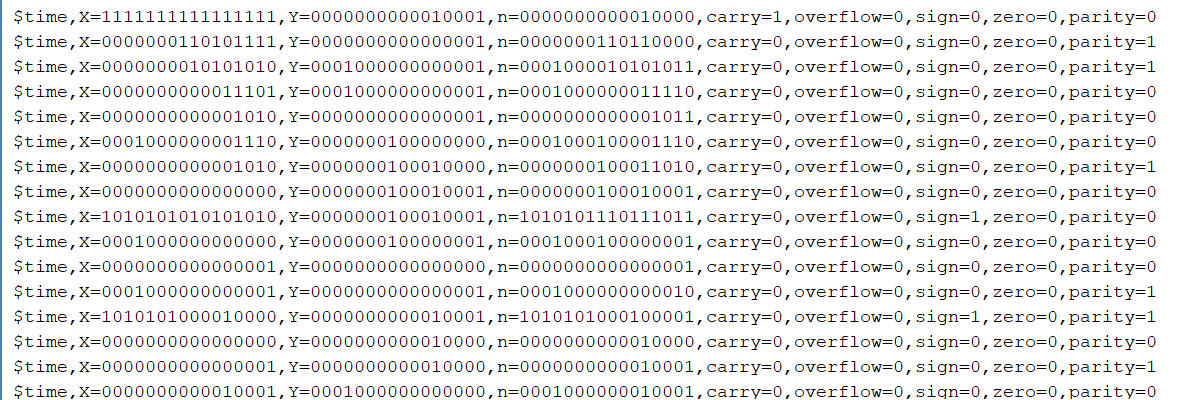 $time,X=1111111111111111,Y=0000000000010001,n=0000000000010000,carry=1,overflow=0,sign=0,zero=0,parity=0
$time,X=0000000110101111,Y=0000000000000001,n=0000000110110000,carry=0,overflow=0,sign=0,zero=0,parity=1
$time,X=0000000010101010,Y=0001000000000001,n=0001000010101011,carry=0,overflow=0,sign=0,zero=0,parity=1
$time,X=0000000000011101,Y=0001000000000001,n=0001000000011110,carry=0,overflow=0,sign=0,zero=0,parity=0
$time,X=0000000000001010,Y=0000000000000001,n=0000000000001011,carry=0,overflow=0,sign=0,zero=0,parity=0
$time,X=0001000000001110,Y=0000000100000000,n=0001000100001110,carry=0,overflow=0,sign=0,zero=0,parity=0
$time,X=0000000000001010,Y=0000000100010000,n=0000000100011010,carry=0,overflow=0,sign=0,zero=0,parity=1
$time,X=0000000000000000,Y=0000000100010001,n=0000000100010001,carry=0,overflow=0,sign=0,zero=0,parity=0
$time,X=1010101010101010,Y=0000000100010001,n=1010101110111011,carry=0,overflow=0,sign=1,zero=0,parity=0
$time,X=0001000000000000,Y=0000000100000001,n=0001000100000001,carry=0,overflow=0,sign=0,zero=0,parity=0
$time,X=0000000000000001,Y=0000000000000000,n=0000000000000001,carry=0,overflow=0,sign=0,zero=0,parity=0
$time,X=0001000000000001,Y=0000000000000001,n=0001000000000010,carry=0,overflow=0,sign=0,zero=0,parity=1
$time,X=1010101000010000,Y=0000000000010001,n=1010101000100001,carry=0,overflow=0,sign=1,zero=0,parity=1
$time,X=0000000000000000,Y=0000000000010000,n=0000000000010000,carry=0,overflow=0,sign=0,zero=0,parity=0
$time,X=0000000000000001,Y=0000000000010000,n=0000000000010001,carry=0,overflow=0,sign=0,zero=0,parity=1
$time,X=0000000000010001,Y=0001000000000000,n=0001000000010001,carry=0,overflow=0,sign=0,zero=0,parity=0